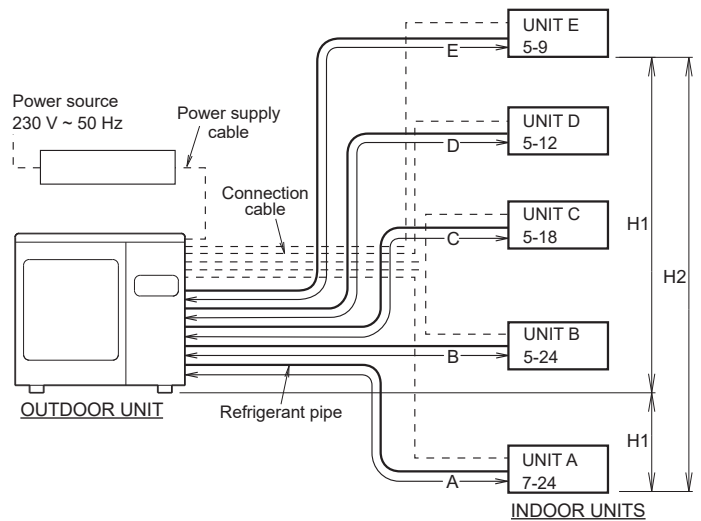 UNIT E
5-9
E
Power source
230 V ~ 50 Hz
Power supply
cable
UNIT D
5-12
D
Connection
cable
UNIT C
5-18
C
H1
H2
UNIT B
5-24
B
OUTDOOR UNIT
Refrigerant pipe
H1
UNIT A
7-24
A
INDOOR UNITS